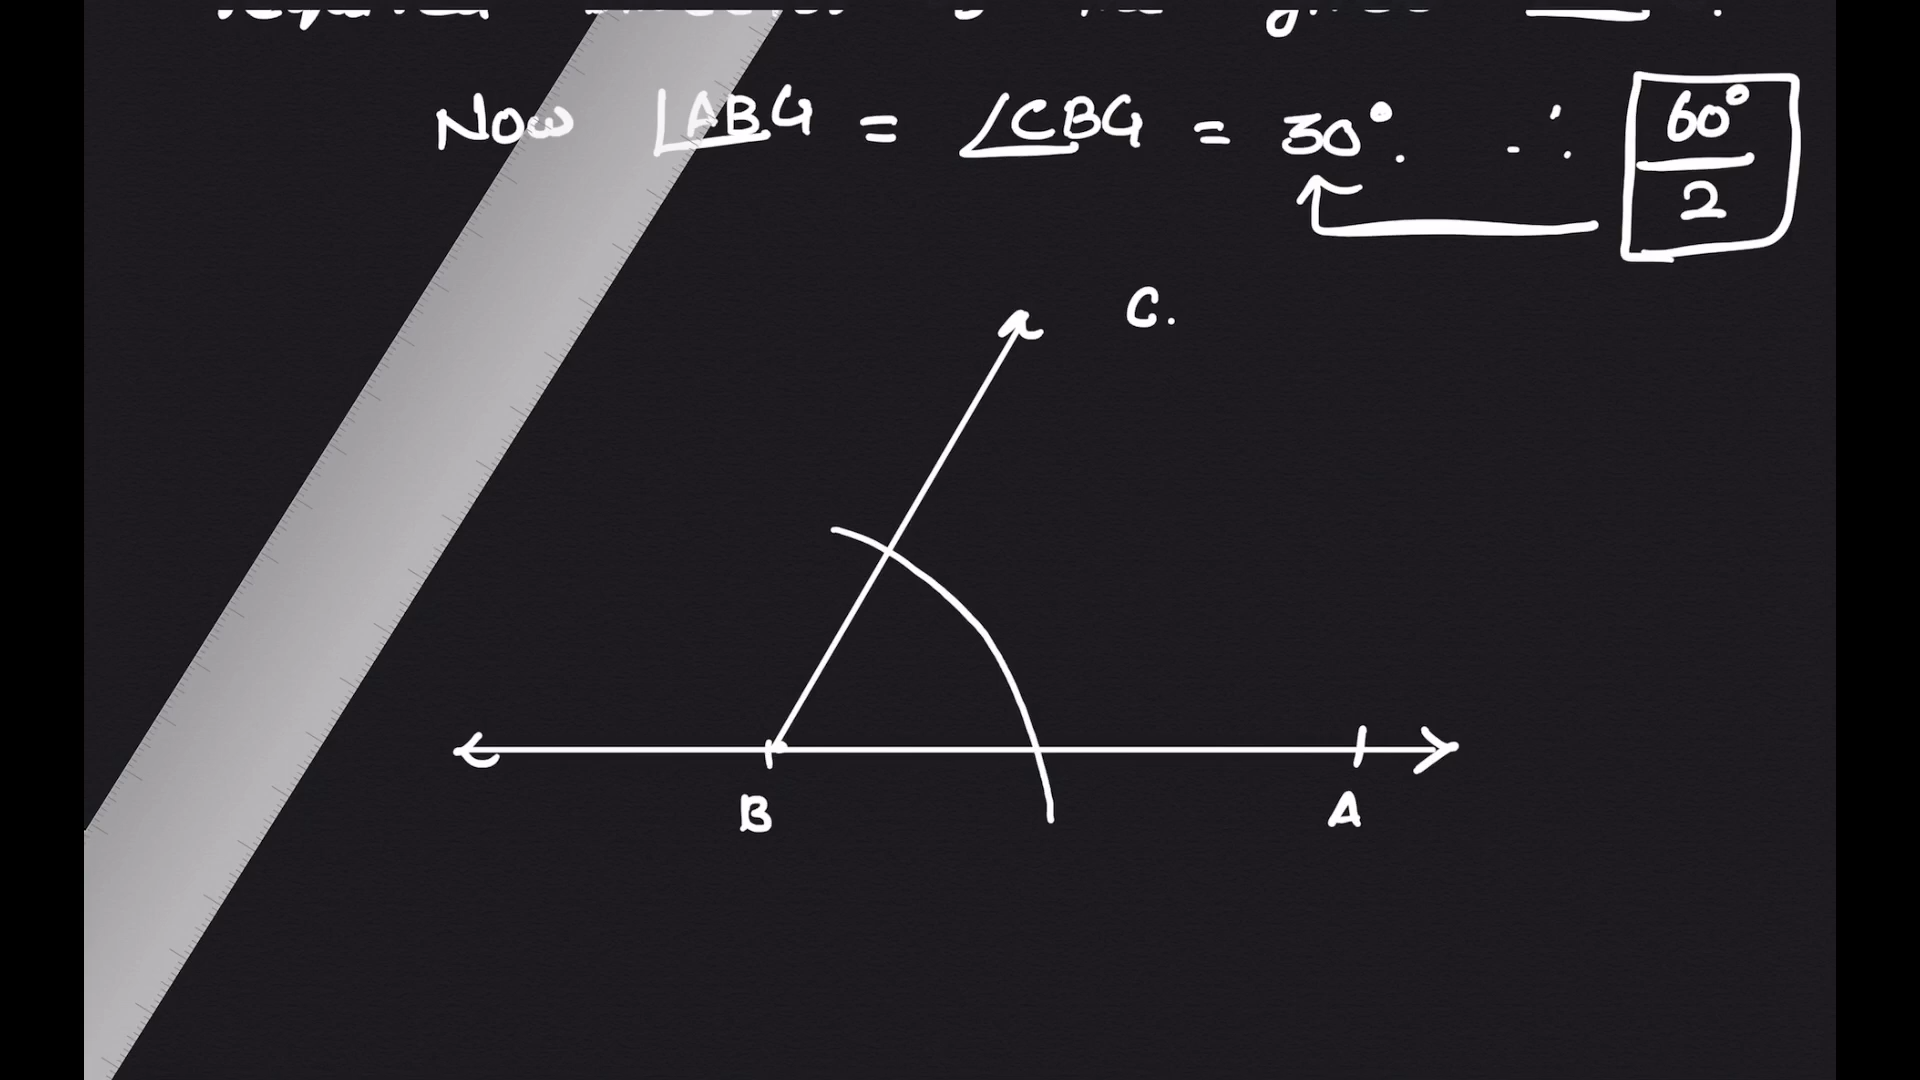 Now ∠ABG = ∠CBG = 30°. ∵ 60°/2
C.
B A